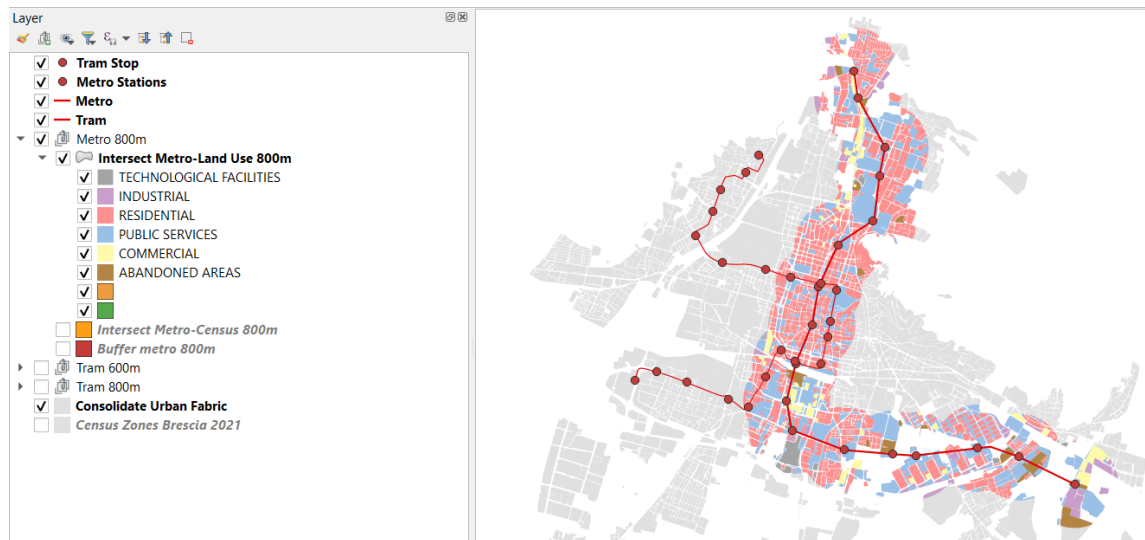 Layer
Tram Stop
Metro Stations
Metro
Tram
Metro 800m
Intersect Metro-Land Use 800m
TECHNOLOGICAL FACILITIES
INDUSTRIAL
RESIDENTIAL
PUBLIC SERVICES
COMMERCIAL
ABANDONED AREAS
Intersect Metro-Census 800m
Buffer metro 800m
Tram 600m
Tram 800m
Consolidate Urban Fabric
Census Zones Brescia 2021